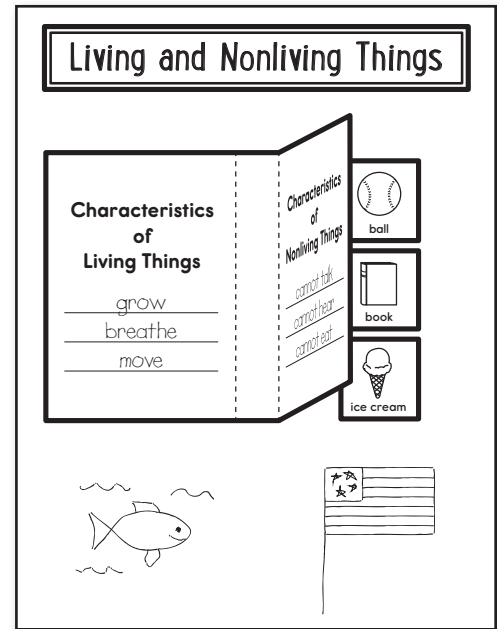 Living and Nonliving Things
Characteristics
of
Living Things
grow
breathe
move
Characteristics
of
Nonliving Things
cannot talk
cannot hear
cannot eat
ball
book
ice cream